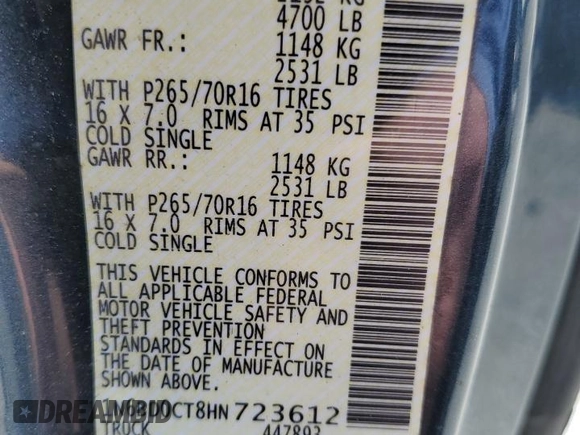 4700 LB
GAWR FR.: 1148 KG
2531 LB
WITH P265/70R16 TIRES
16 X 7.0 RIMS AT 35 PSI
COLD SINGLE
GAWR RR.: 1148 KG
2531 LB
WITH P265/70R16 TIRES
16 X 7.0 RIMS AT 35 PSI
COLD SINGLE
THIS VEHICLE CONFORMS TO
ALL APPLICABLE FEDERAL
MOTOR VEHICLE SAFETY AND
THEFT PREVENTION
STANDARDS IN EFFECT ON
THE DATE OF MANUFACTURE
SHOWN ABOVE.
1N6BD0CT8HN723612
TRUCK 447893
DREAMBID